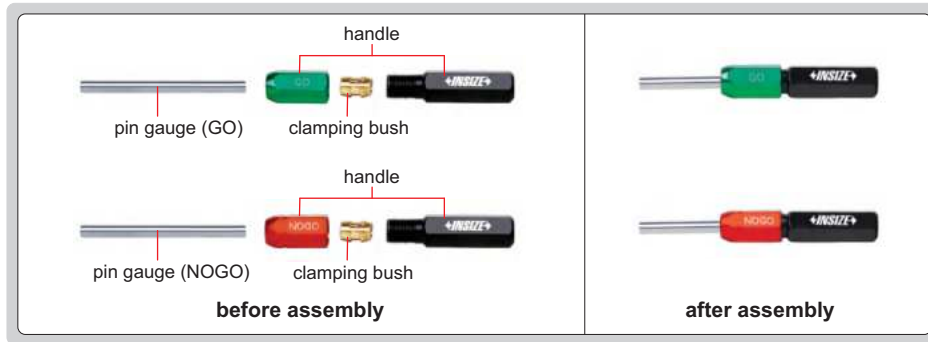 handle
GO
INSIZE
pin gauge (GO)
clamping bush
handle
NOGO
INSIZE
pin gauge (NOGO)
clamping bush
before assembly
GO
INSIZE
NOGO
INSIZE
after assembly